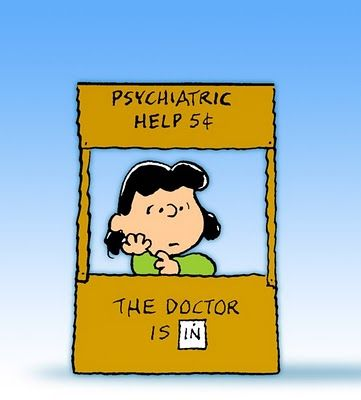 PSYCHIATRIC
HELP 5¢
THE DOCTOR
IS IN